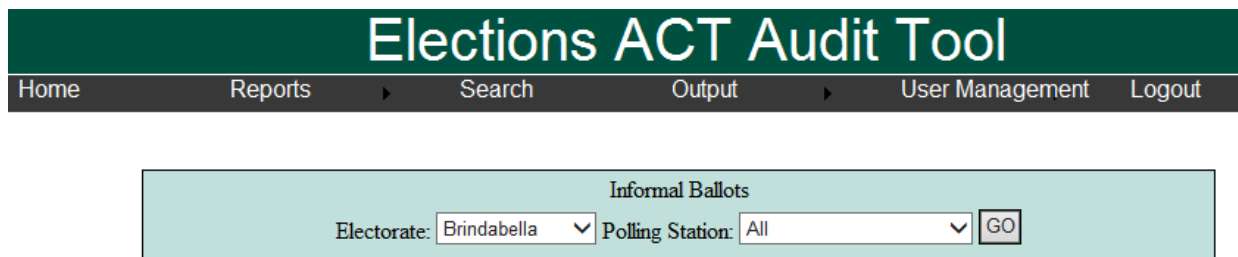 Elections ACT Audit Tool
Home Reports Search Output User Management Logout
Informal Ballots
Electorate: Brindabella Polling Station: All GO